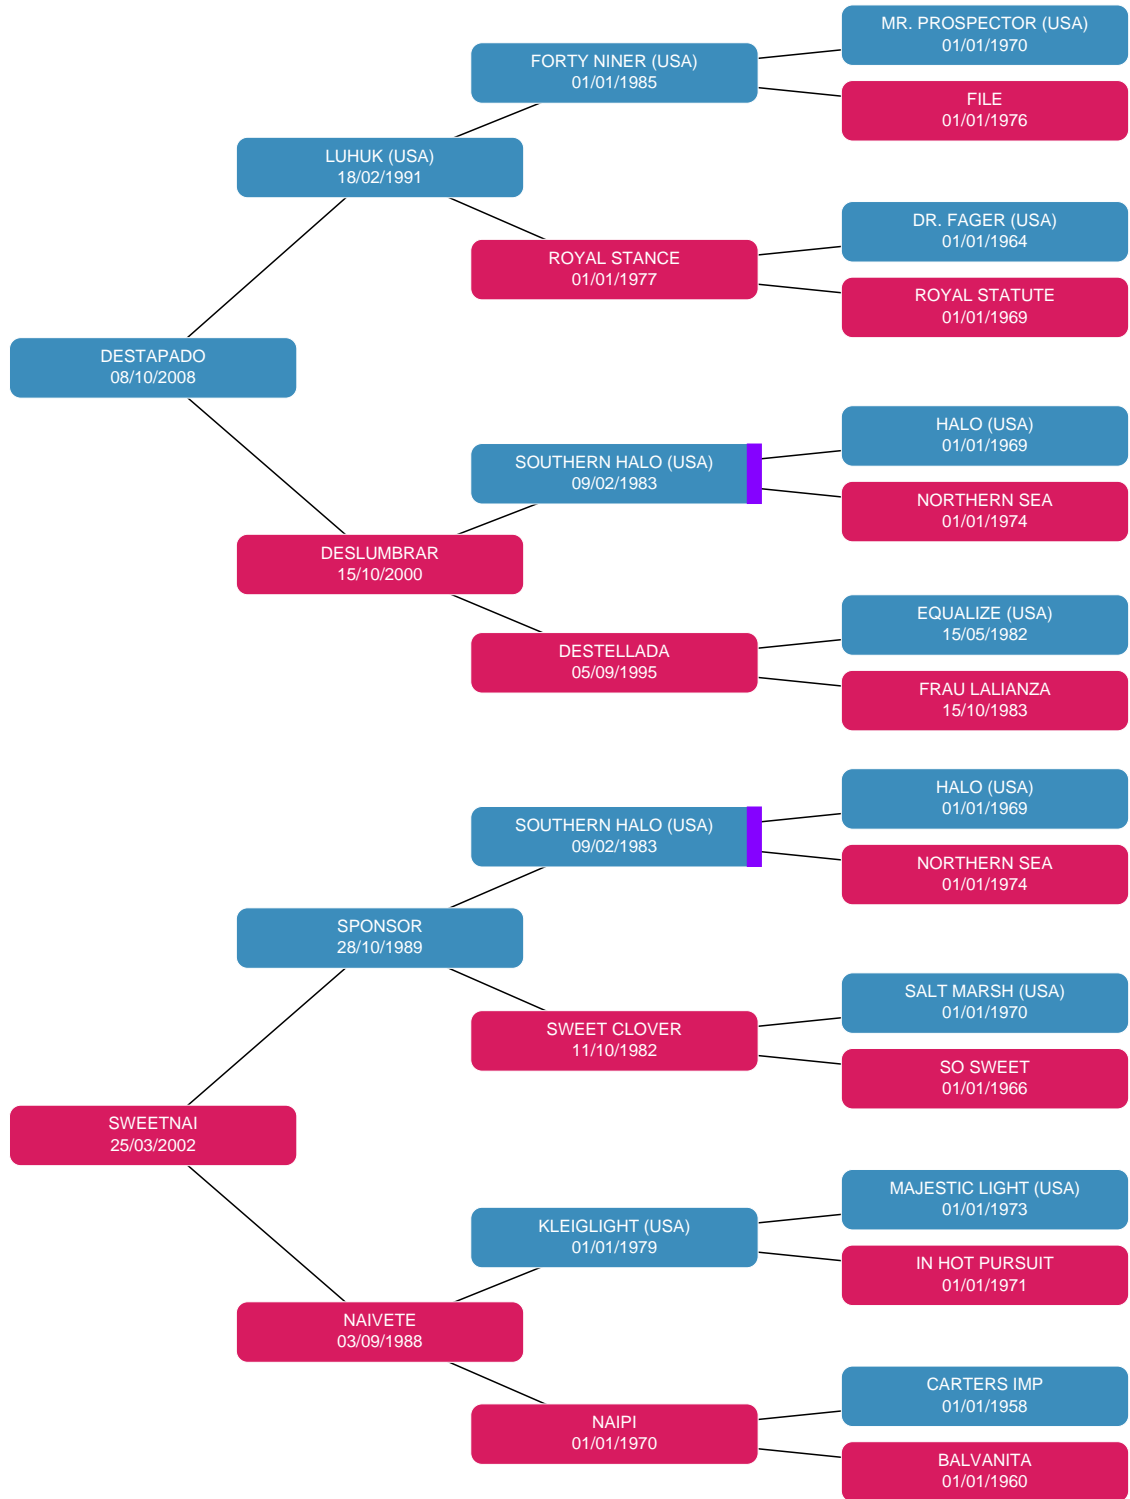 MR. PROSPECTOR (USA)
01/01/1970
FORTY NINER (USA)
01/01/1985
FILE
01/01/1976
LUHUK (USA)
18/02/1991
DR. FAGER (USA)
01/01/1964
ROYAL STANCE
01/01/1977
ROYAL STATUTE
01/01/1969
DESTAPADO
08/10/2008
HALO (USA)
01/01/1969
SOUTHERN HALO (USA)
09/02/1983
NORTHERN SEA
01/01/1974
DESLUMBRAR
15/10/2000
EQUALIZE (USA)
15/05/1982
DESTELLADA
05/09/1995
FRAU LALIANZA
15/10/1983
HALO (USA)
01/01/1969
SOUTHERN HALO (USA)
09/02/1983
NORTHERN SEA
01/01/1974
SPONSOR
28/10/1989
SALT MARSH (USA)
01/01/1970
SWEET CLOVER
11/10/1982
SO SWEET
01/01/1966
SWEETNAI
25/03/2002
MAJESTIC LIGHT (USA)
01/01/1973
KLEIGLIGHT (USA)
01/01/1979
IN HOT PURSUIT
01/01/1971
NAIVETE
03/09/1988
CARTERS IMP
01/01/1958
NAIPI
01/01/1970
BALVANITA
01/01/1960